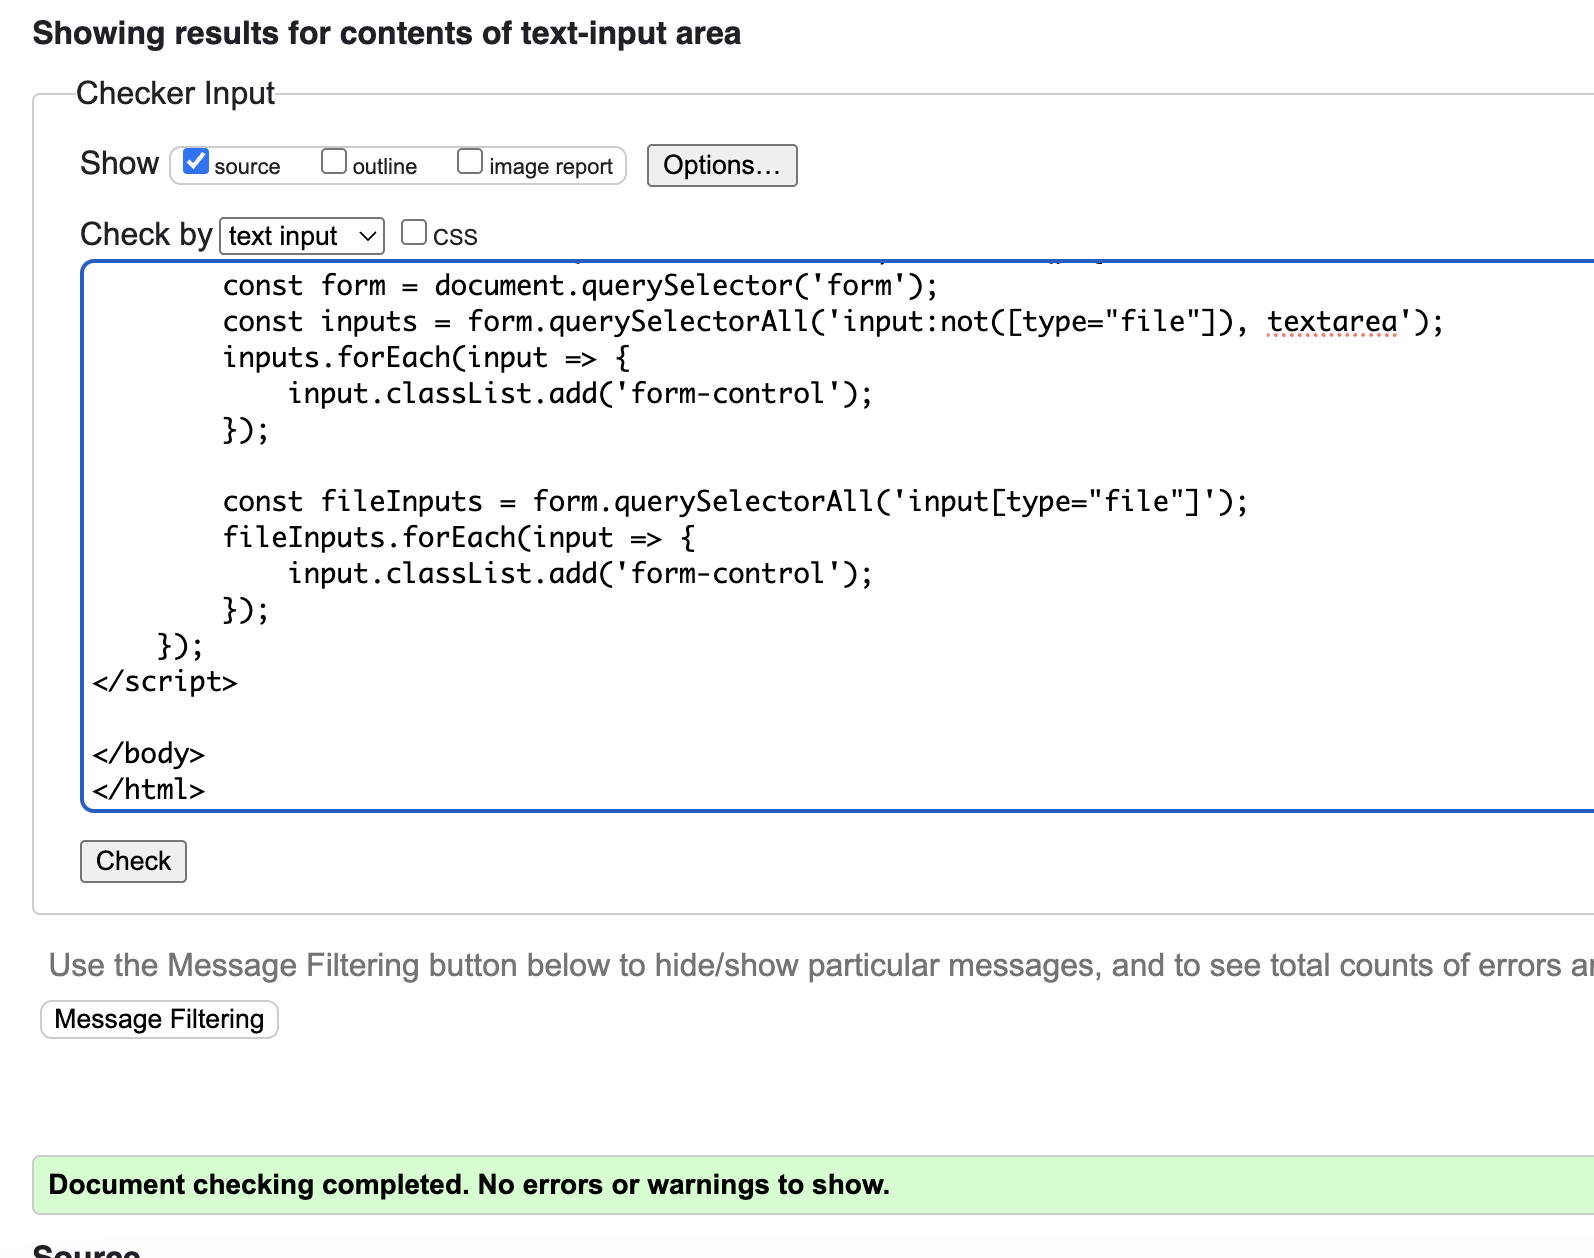 Showing results for contents of text-input area
Checker Input
Show source outline image report Options...
Check by text input CSS
const form = document.querySelector('form');
const inputs = form.querySelectorAll('input:not([type="file"]), textarea');
inputs.forEach(input => {
input.classList.add('form-control');
});
const fileInputs = form.querySelectorAll('input[type="file"]');
fileInputs.forEach(input => {
input.classList.add('form-control');
});
});
</script>
</body>
</html>
Check
Use the Message Filtering button below to hide/show particular messages, and to see total counts of errors
Message Filtering
Document checking completed. No errors or warnings to show.
Source